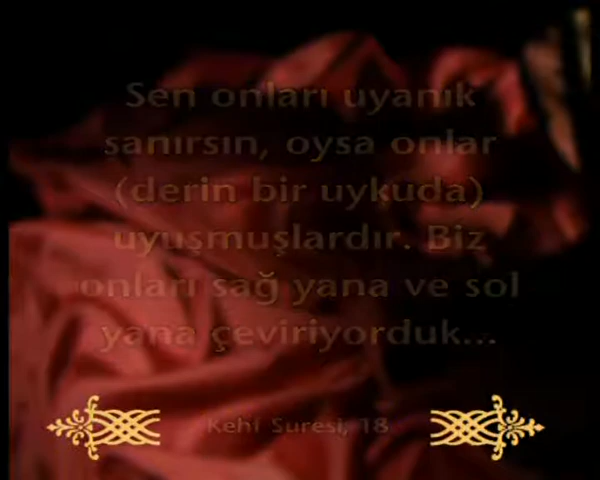 Sen onları uyanık
sanırsın, oysa onlar
(derin bir uykuda)
uyuşmuşlardır. Biz
onları sağ yana ve sol
yana çeviriyorduk...
Kehf Suresi, 18